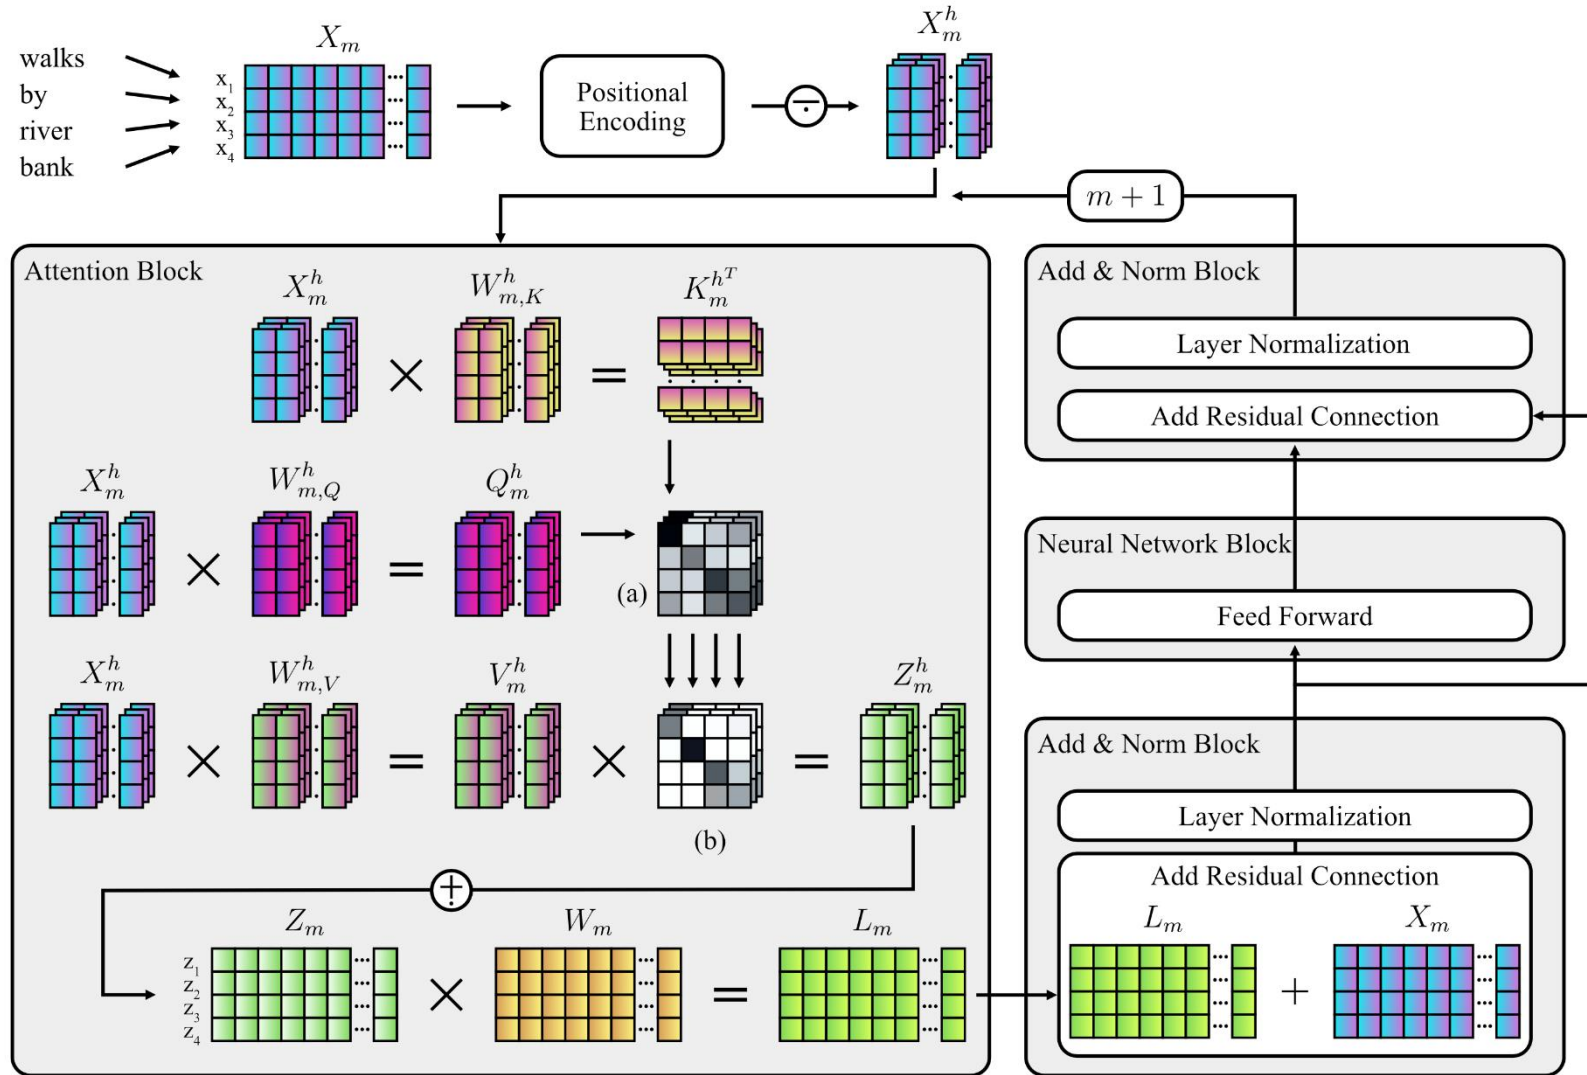 walks
by
river
bank
X_m
x_1
x_2
x_3
x_4
Positional
Encoding
X_m^h
m + 1
Attention Block
X_m^h
W_{m,K}^h
K_m^{h^T}
×
=
X_m^h
W_{m,Q}^h
Q_m^h
×
=
(a)
X_m^h
W_{m,V}^h
V_m^h
Z_m^h
×
=
×
=
(b)
Z_m
W_m
L_m
z_1
z_2
z_3
z_4
×
=
Add & Norm Block
Layer Normalization
Add Residual Connection
Neural Network Block
Feed Forward
Add & Norm Block
Layer Normalization
Add Residual Connection
L_m
X_m
+